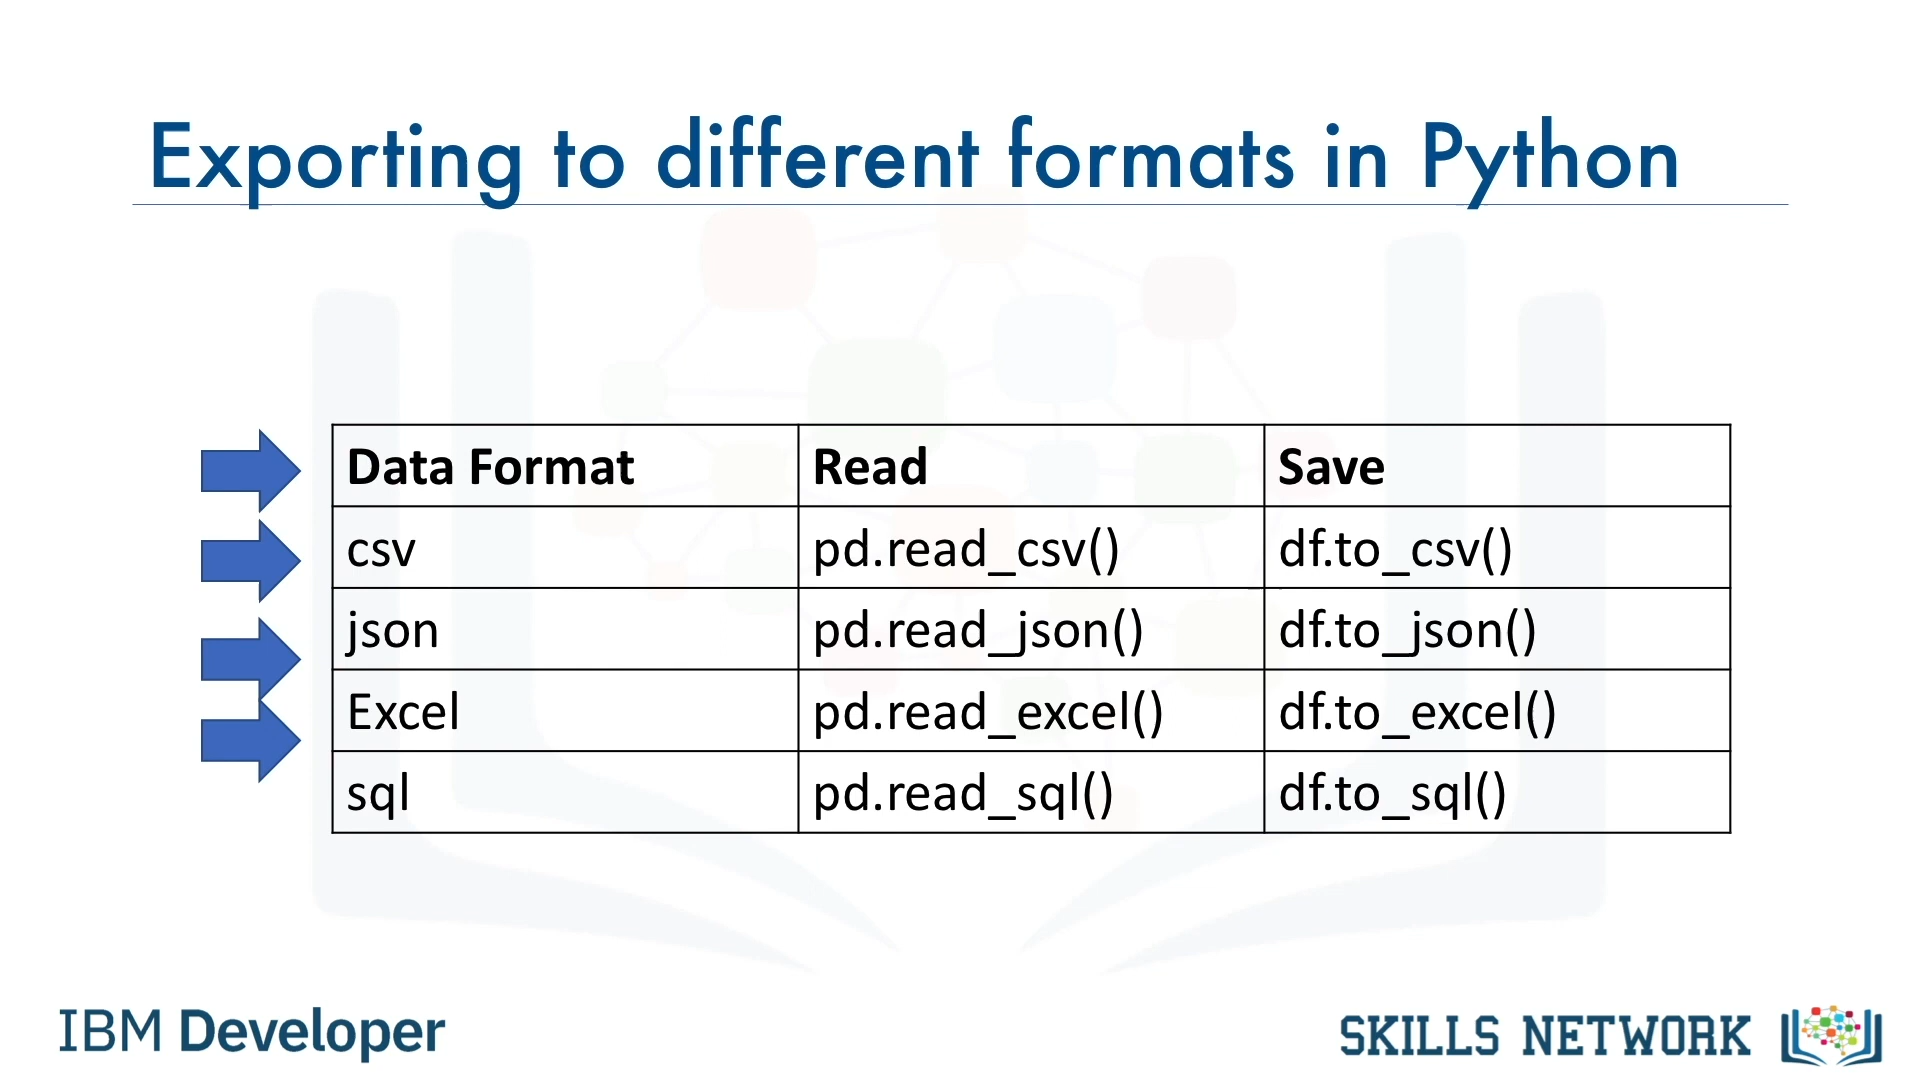 Exporting to different formats in Python
Data Format Read Save
csv pd.read_csv() df.to_csv()
json pd.read_json() df.to_json()
Excel pd.read_excel() df.to_excel()
sql pd.read_sql() df.to_sql()
IBM Developer
SKILLS NETWORK